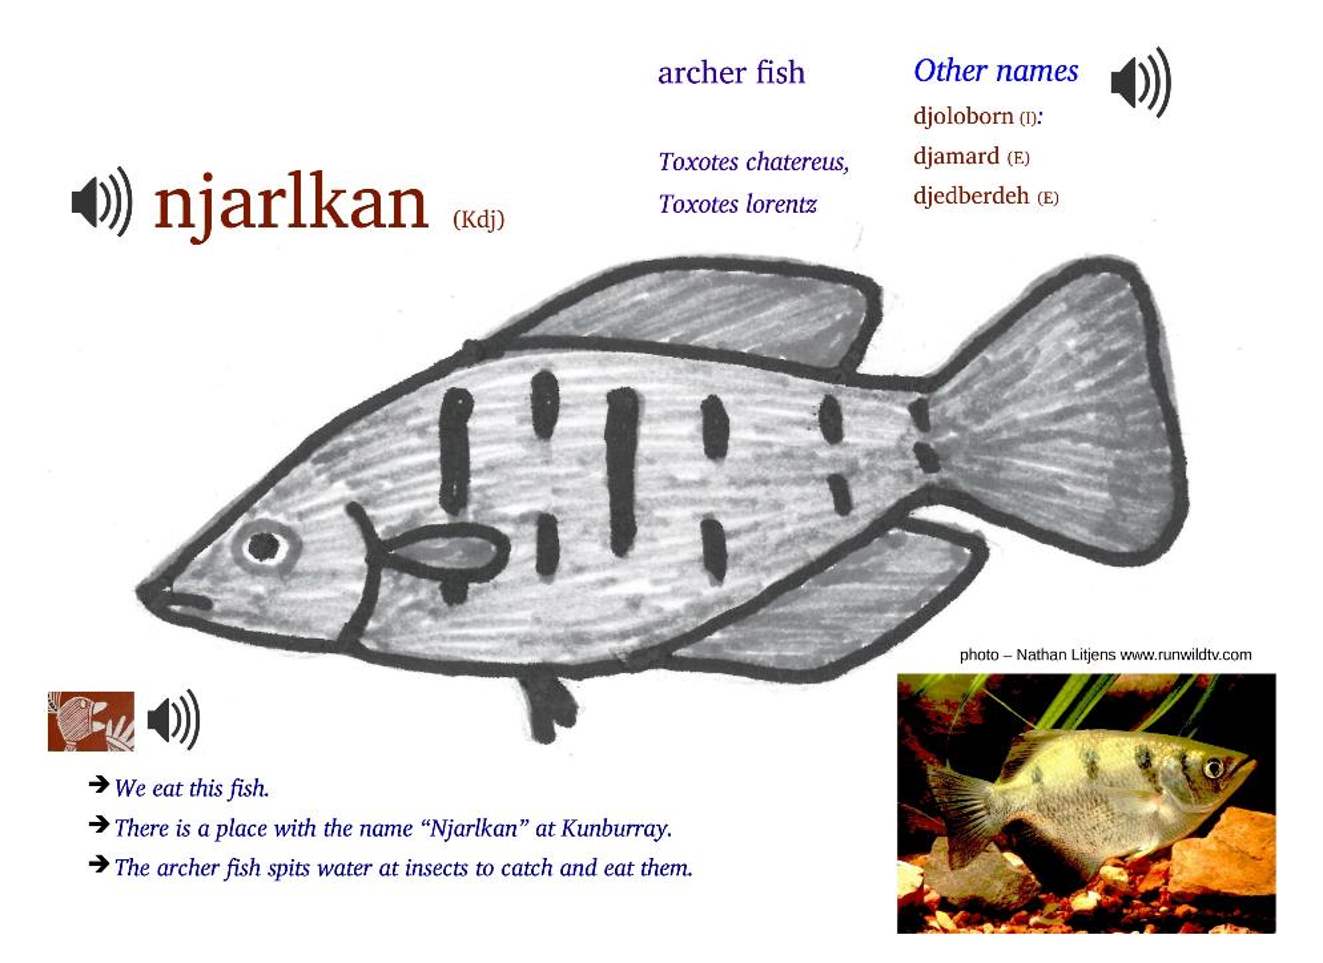 archer fish
Toxotes chatereus,
Toxotes lorentz
Other names
djoloborn (I):
djamard (E)
djedberdeh (E)
njarlkan (Kdj)
photo – Nathan Litjens www.runwildtv.com
➔ We eat this fish.
➔ There is a place with the name “Njarlkan” at Kunburray.
➔ The archer fish spits water at insects to catch and eat them.